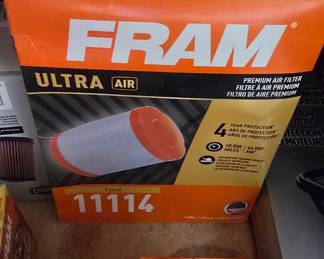 FRAM®
ULTRA AIR
PREMIUM AIR FILTER
FILTRE À AIR PREMIUM
FILTRO DE AIRE PREMIUM
4 YEAR PROTECTION
ANS DE PROTECTION
AÑOS DE PROTECCIÓN
Ford
11114